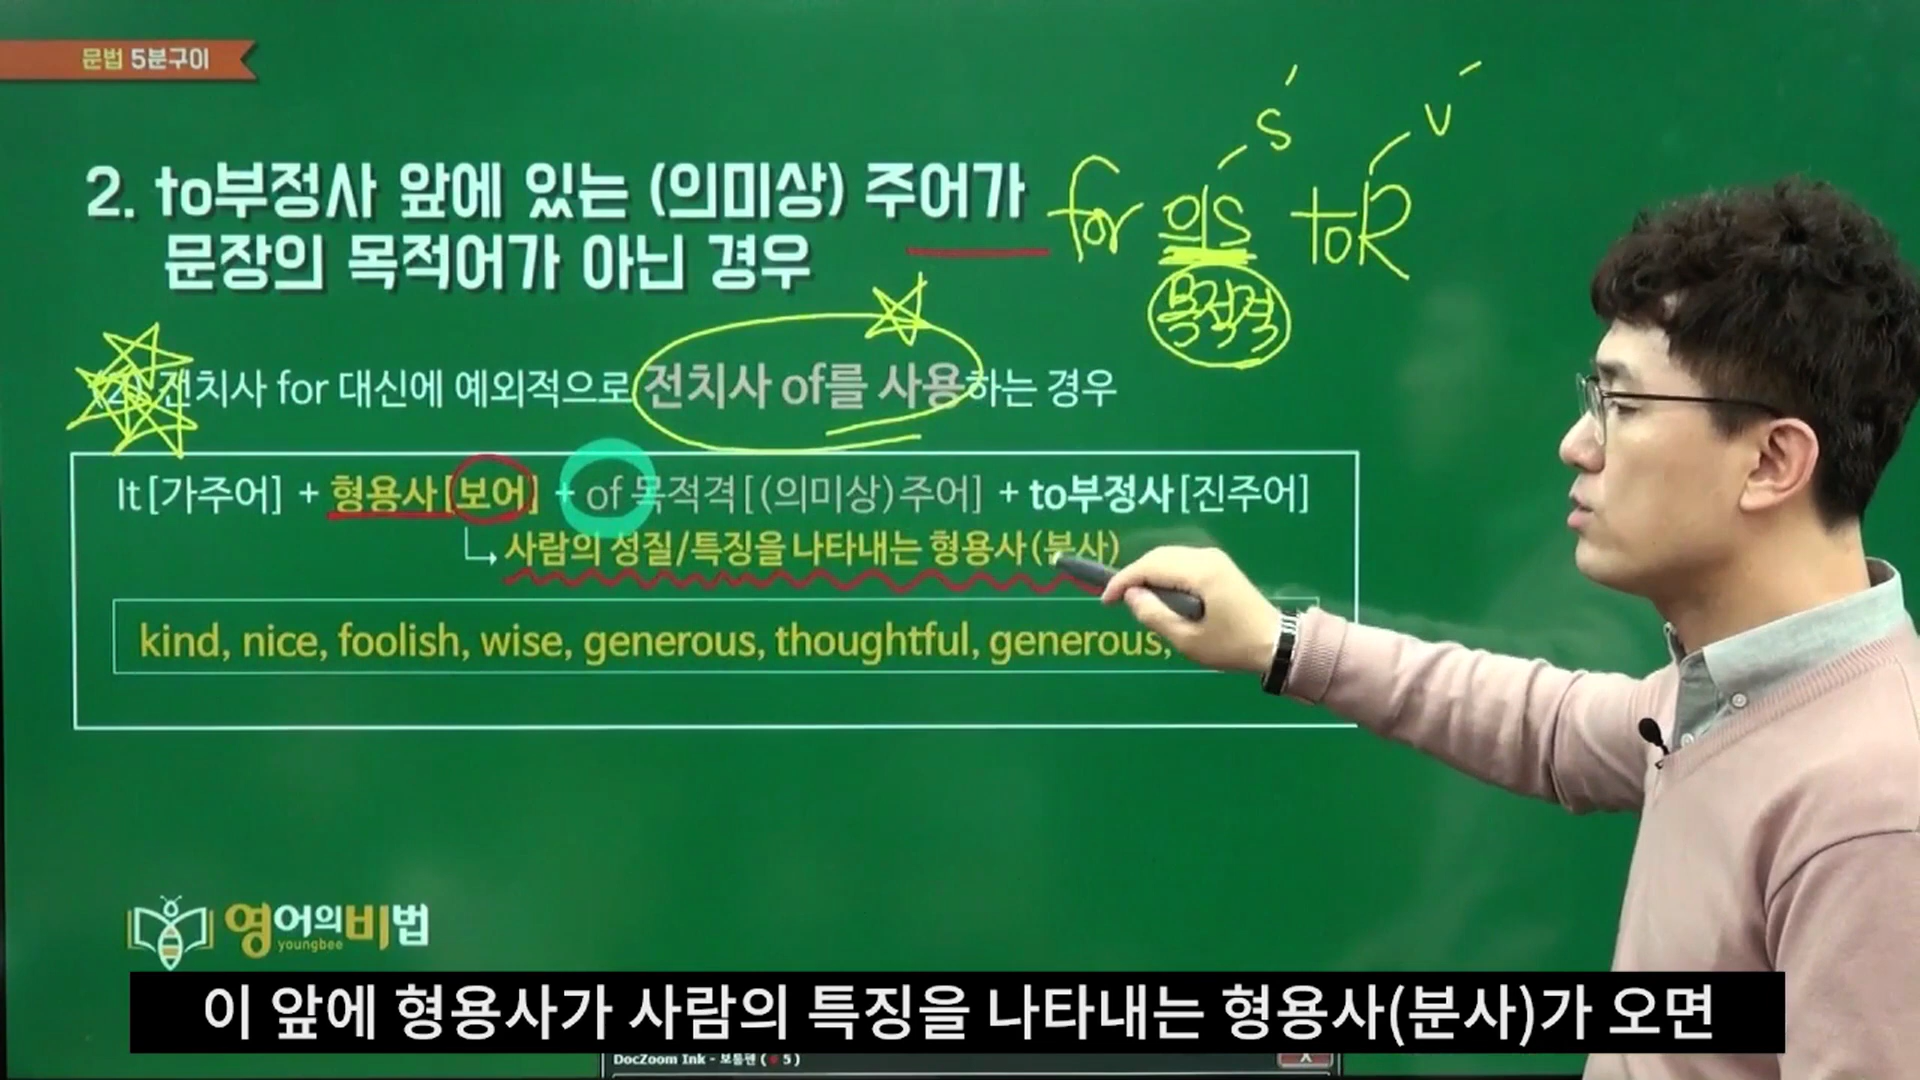 문법 5분구이
s'
v'
2. to부정사 앞에 있는 (의미상) 주어가
for 의S toR
문장의 목적어가 아닌 경우
목적격
전치사 for 대신에 예외적으로 전치사 of를 사용하는 경우
It[가주어] + 형용사[보어] + of 목적격[(의미상)주어] + to부정사[진주어]
사람의 성질/특징을 나타내는 형용사(분사)
kind, nice, foolish, wise, generous, thoughtful, generous,
영어의비법
youngbee
이 앞에 형용사가 사람의 특징을 나타내는 형용사(분사)가 오면
DocZoom Ink - 보통펜 ( 5 )
X